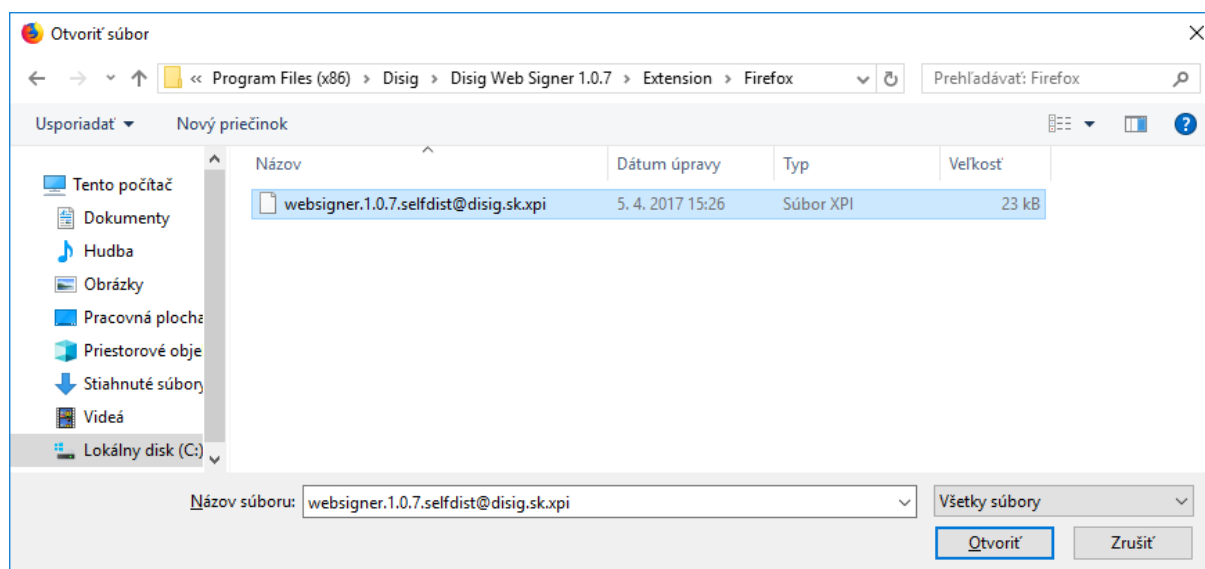 Otvoriť súbor
« Program Files (x86) > Disig > Disig Web Signer 1.0.7 > Extension > Firefox
Prehľadávať: Firefox
Usporiadať
Nový priečinok
?
Názov
Dátum úpravy
Typ
Veľkosť
websigner.1.0.7.selfdist@disig.sk.xpi
5. 4. 2017 15:26
Súbor XPI
23 kB
Tento počítač
Dokumenty
Hudba
Obrázky
Pracovná plocha
Priestorové obje
Stiahnuté súbory
Videá
Lokálny disk (C:)
Názov súboru:
websigner.1.0.7.selfdist@disig.sk.xpi
Všetky súbory
Otvoriť
Zrušiť